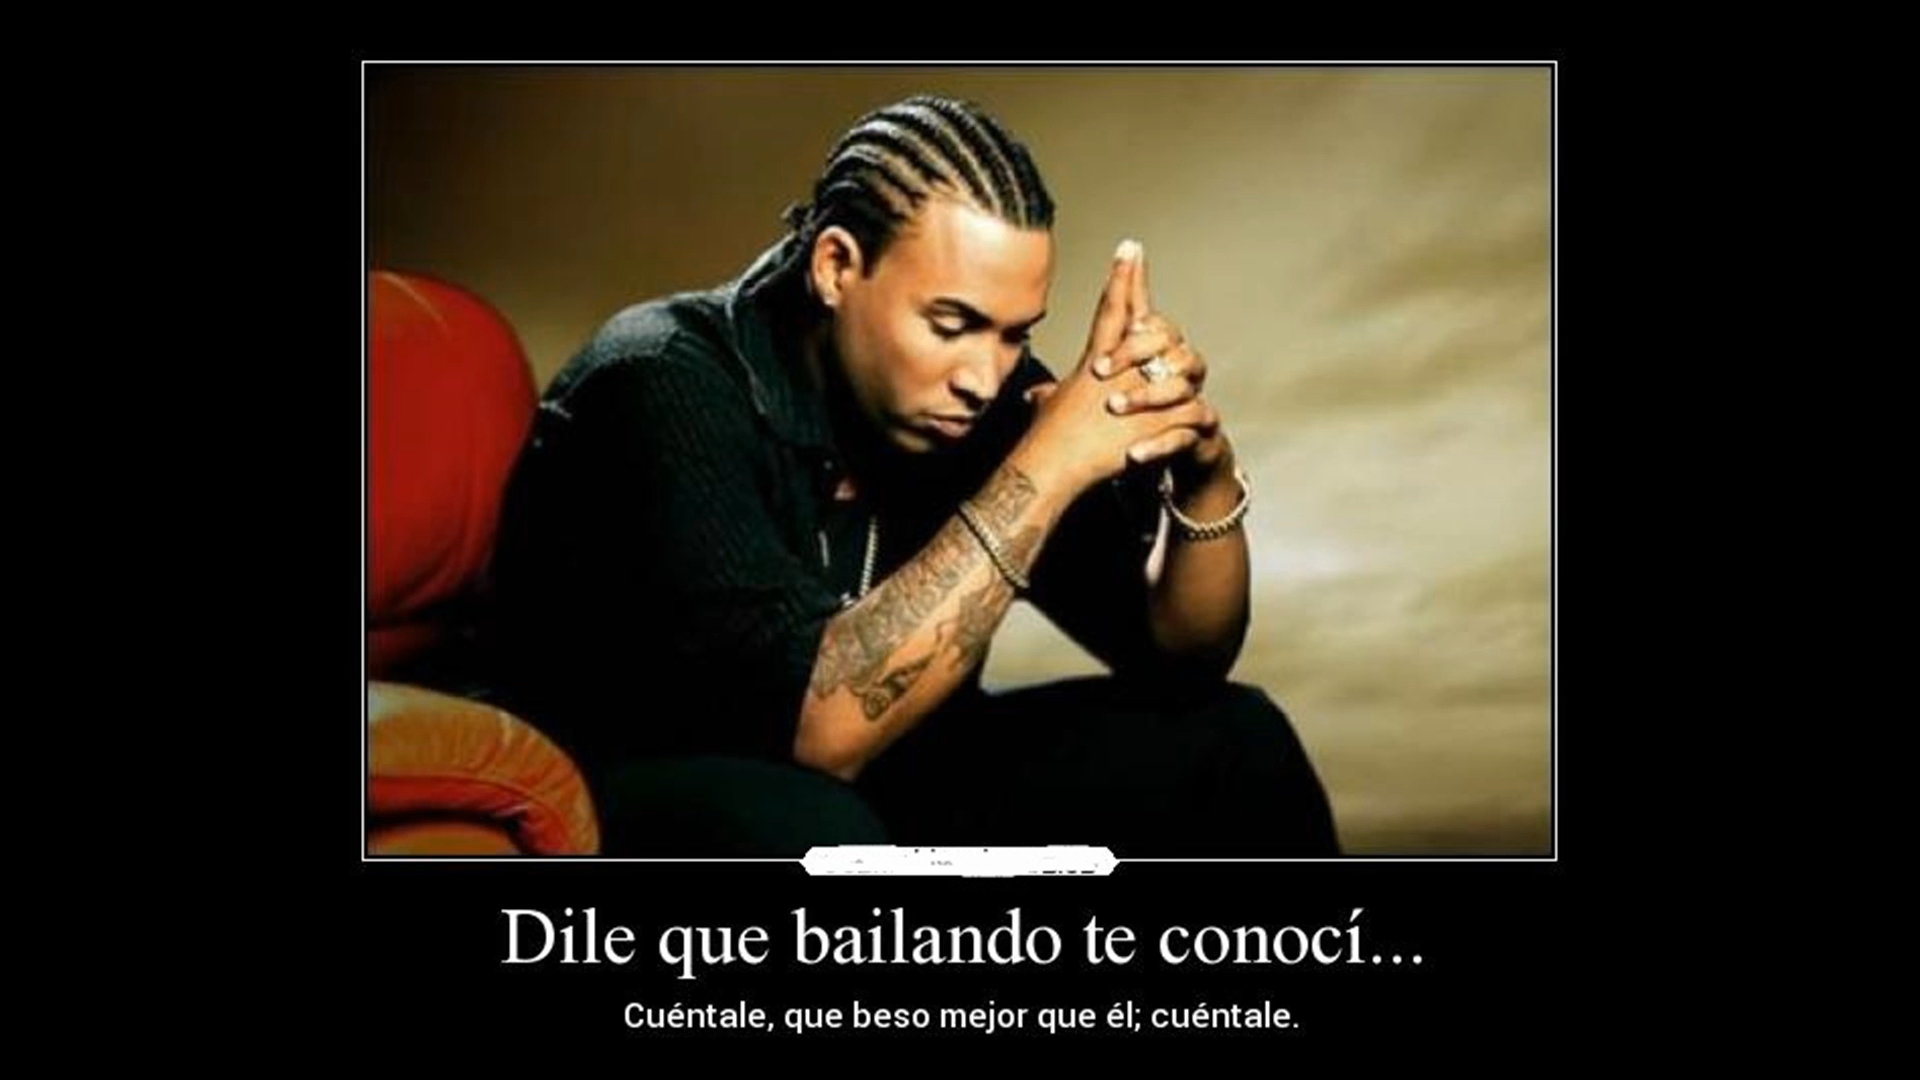 Dile que bailando te conocí...
Cuéntale, que beso mejor que él; cuéntale.